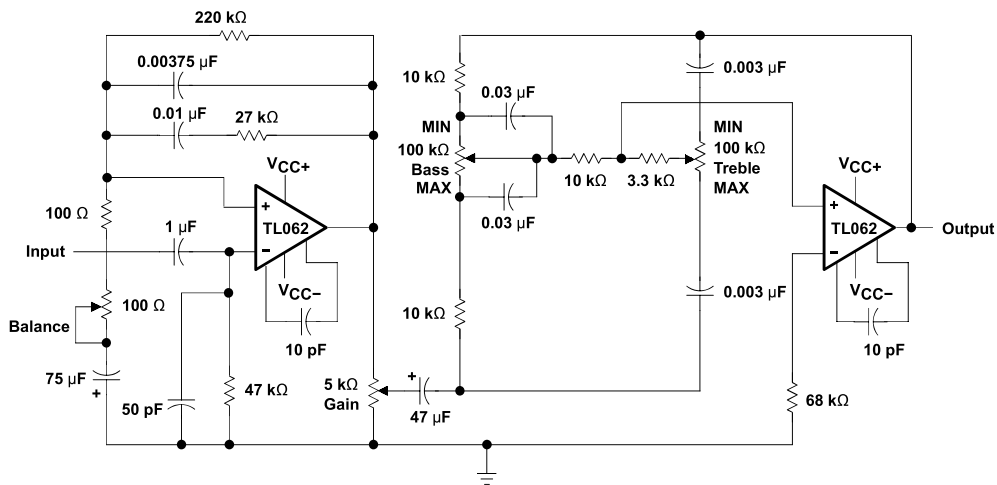 220 kΩ
0.00375 μF
0.01 μF
27 kΩ
VCC+
100 Ω
1 μF
+
TL062
–
Input
VCC–
100 Ω
Balance
10 pF
75 μF
+
50 pF
47 kΩ
5 kΩ
Gain
+
47 μF
10 kΩ
0.03 μF
MIN
100 kΩ
Bass
MAX
0.03 μF
10 kΩ
10 kΩ
3.3 kΩ
0.003 μF
MIN
100 kΩ
Treble
MAX
0.003 μF
VCC+
+
TL062
–
Output
VCC–
10 pF
68 kΩ